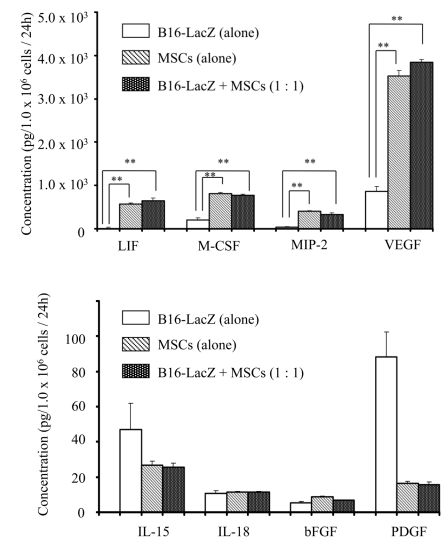 Concentration (pg/1.0 x 10⁶ cells / 24h)
5.0 x 10³
4.0 x 10³
3.0 x 10³
2.0 x 10³
1.0 x 10³
0
B16-LacZ (alone)
MSCs (alone)
B16-LacZ + MSCs (1 : 1)
**
**
**
**
**
**
**
**
LIF
M-CSF
MIP-2
VEGF
Concentration (pg/1.0 x 10⁶ cells / 24h)
100
80
60
40
20
0
B16-LacZ (alone)
MSCs (alone)
B16-LacZ + MSCs (1 : 1)
IL-15
IL-18
bFGF
PDGF